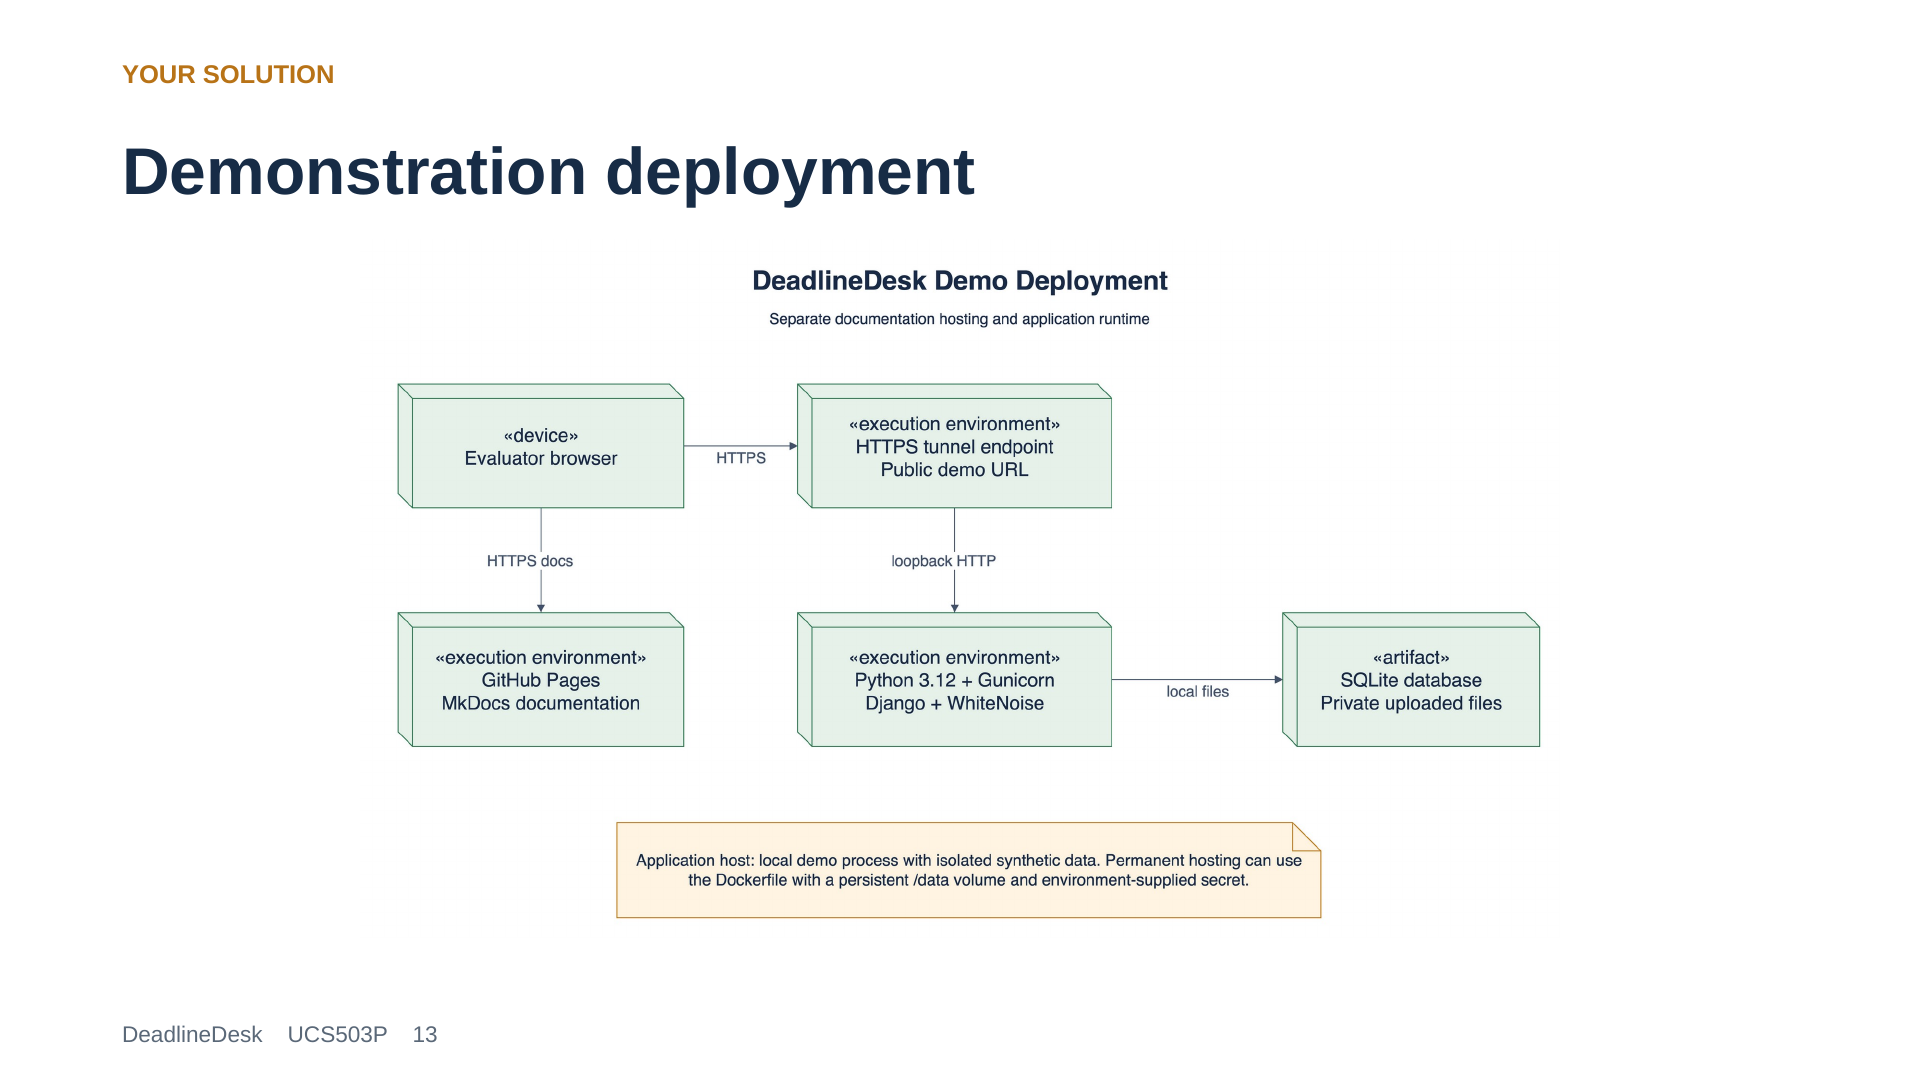 YOUR SOLUTION
Demonstration deployment
DeadlineDesk Demo Deployment
Separate documentation hosting and application runtime
«device»
Evaluator browser
HTTPS
«execution environment»
HTTPS tunnel endpoint
Public demo URL
HTTPS docs
loopback HTTP
«execution environment»
GitHub Pages
MkDocs documentation
«execution environment»
Python 3.12 + Gunicorn
Django + WhiteNoise
local files
«artifact»
SQLite database
Private uploaded files
Application host: local demo process with isolated synthetic data. Permanent hosting can use
the Dockerfile with a persistent /data volume and environment-supplied secret.
DeadlineDesk UCS503P 13